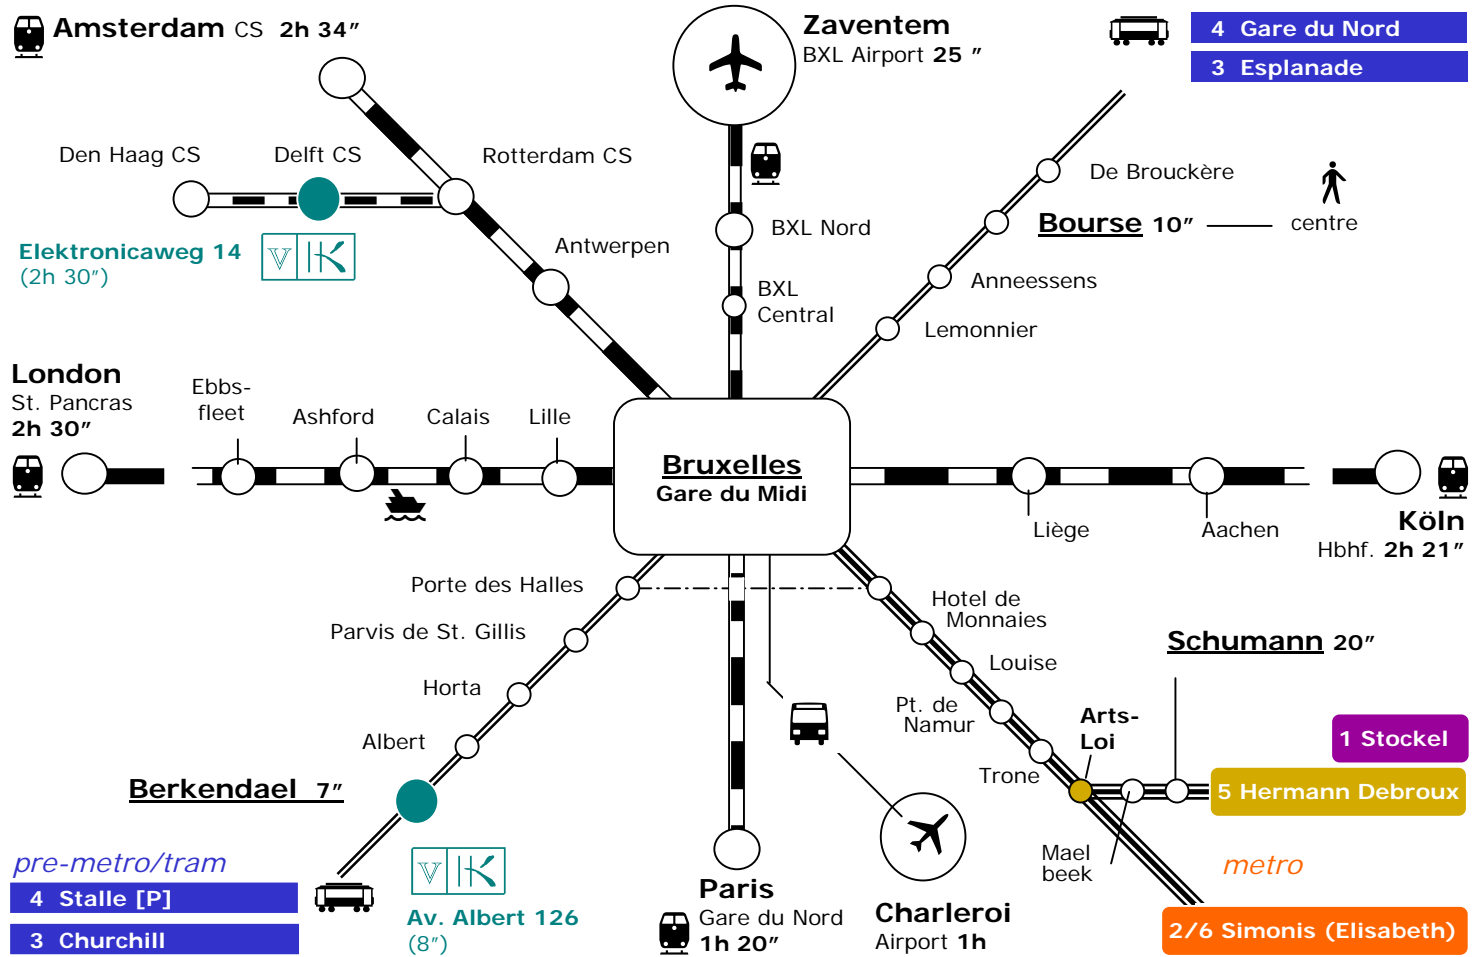 Amsterdam CS 2h 34”
Zaventem
BXL Airport 25 ”
4 Gare du Nord
3 Esplanade
Den Haag CS
Delft CS
Rotterdam CS
De Brouckère
Bourse 10”
centre
BXL Nord
Elektronicaweg 14
(2h 30”)
V K
Antwerpen
BXL
Central
Anneessens
Lemonnier
London
St. Pancras
2h 30”
Ebbs-
fleet
Ashford
Calais
Lille
Bruxelles
Gare du Midi
Liège
Aachen
Köln
Hbhf. 2h 21”
Porte des Halles
Parvis de St. Gillis
Horta
Albert
Berkendael 7”
Hotel de
Monnaies
Louise
Pt. de
Namur
Trone
Arts-
Loi
Schumann 20”
1 Stockel
5 Hermann Debroux
Mael
beek
metro
2/6 Simonis (Elisabeth)
pre-metro/tram
4 Stalle [P]
3 Churchill
V K
Av. Albert 126
(8”)
Paris
Gare du Nord
1h 20”
Charleroi
Airport 1h